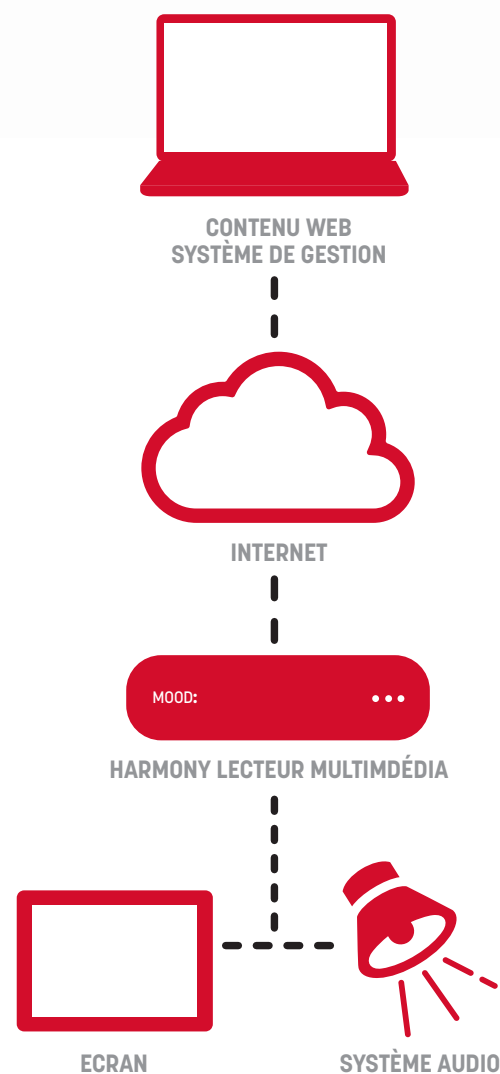 CONTENU WEB
SYSTÈME DE GESTION
INTERNET
MOOD:
HARMONY LECTEUR MULTIMDÉDIA
ECRAN
SYSTÈME AUDIO